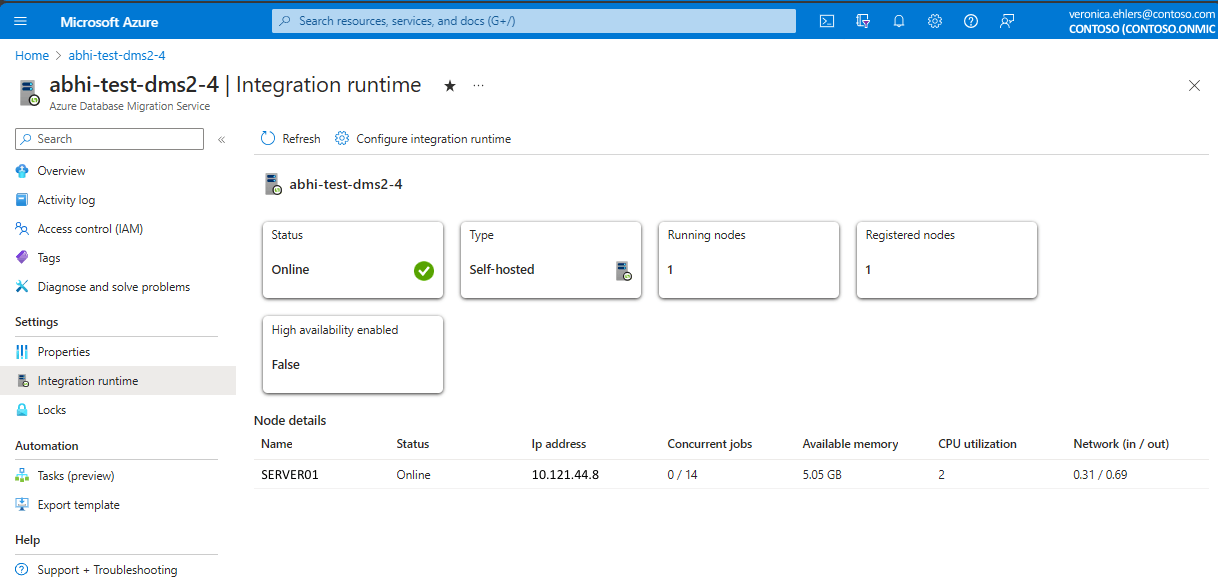 Microsoft Azure
Search resources, services, and docs (G+/)
veronica.ehlers@contoso.com
CONTOSO (CONTOSO.ONMIC
Home > abhi-test-dms2-4
abhi-test-dms2-4 | Integration runtime
Azure Database Migration Service
Search
Refresh
Configure integration runtime
Overview
Activity log
Access control (IAM)
Tags
Diagnose and solve problems
Settings
Properties
Integration runtime
Locks
Automation
Tasks (preview)
Export template
Help
Support + Troubleshooting
abhi-test-dms2-4
Status
Online
Type
Self-hosted
Running nodes
1
Registered nodes
1
High availability enabled
False
Node details
Name Status Ip address Concurrent jobs Available memory CPU utilization Network (in / out)
SERVER01 Online 10.121.44.8 0 / 14 5.05 GB 2 0.31 / 0.69